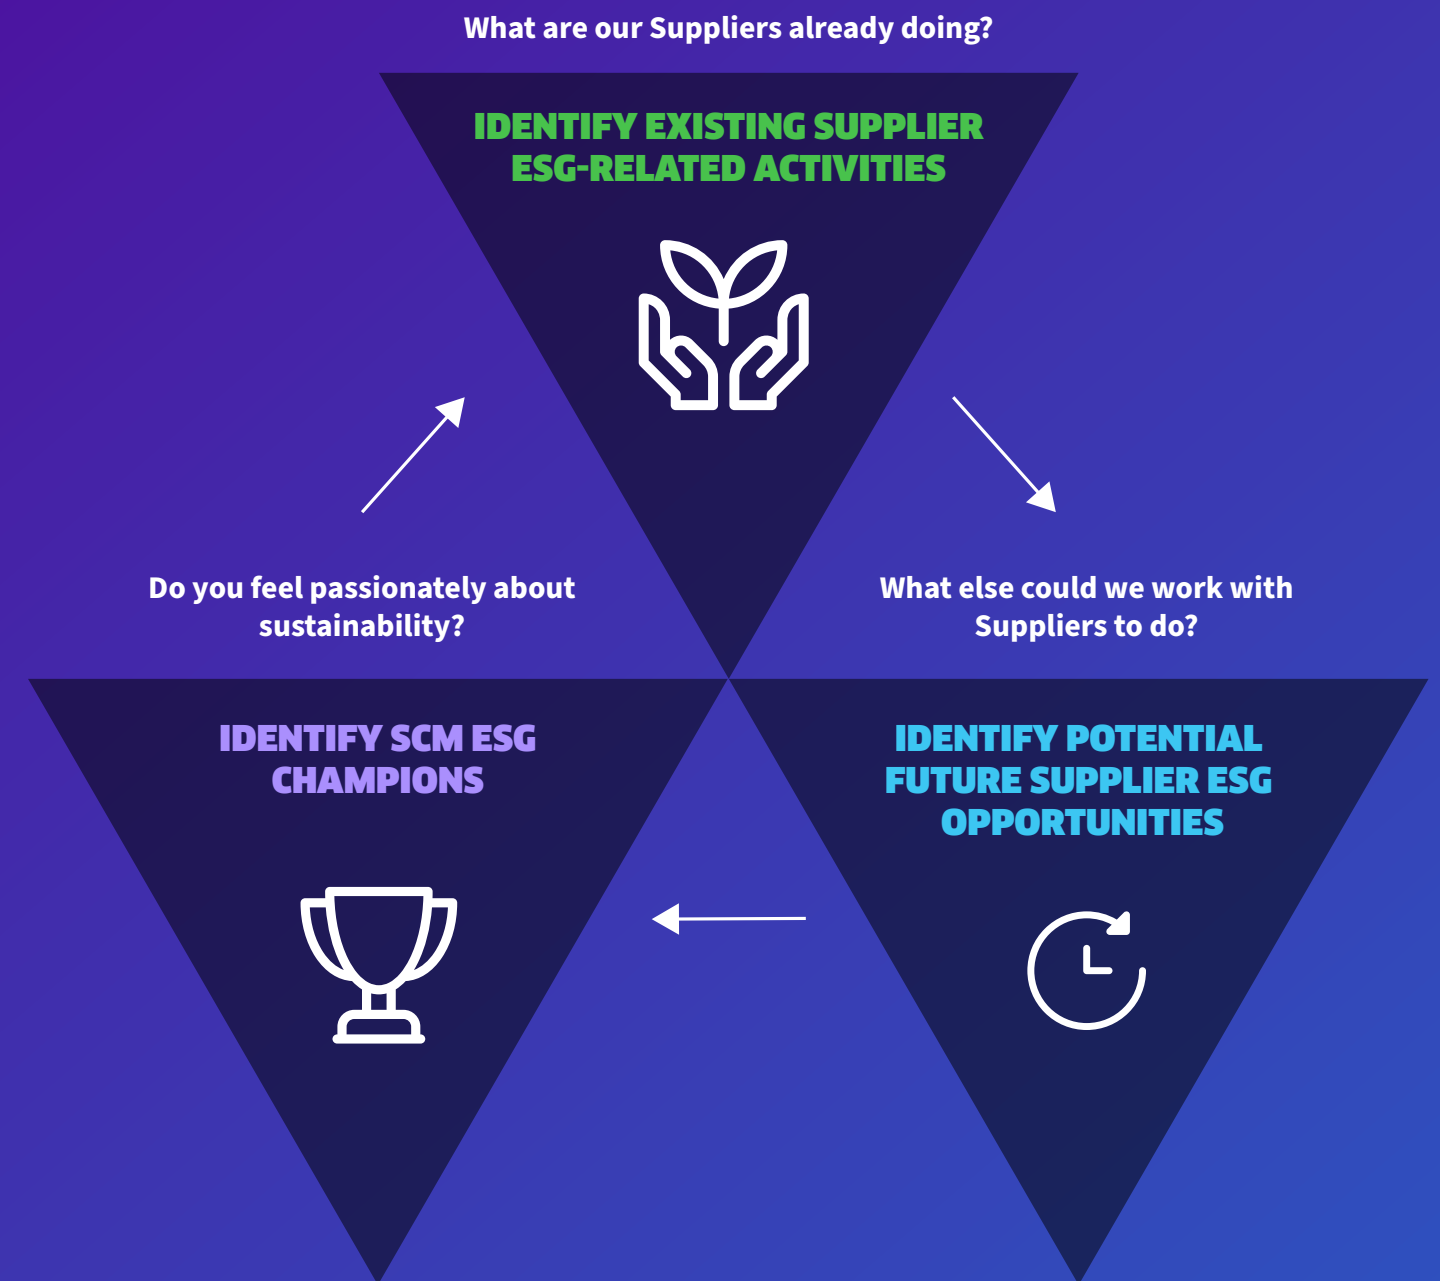 What are our Suppliers already doing?
IDENTIFY EXISTING SUPPLIER
ESG-RELATED ACTIVITIES
Do you feel passionately about
sustainability?
What else could we work with
Suppliers to do?
IDENTIFY SCM ESG
CHAMPIONS
IDENTIFY POTENTIAL
FUTURE SUPPLIER ESG
OPPORTUNITIES